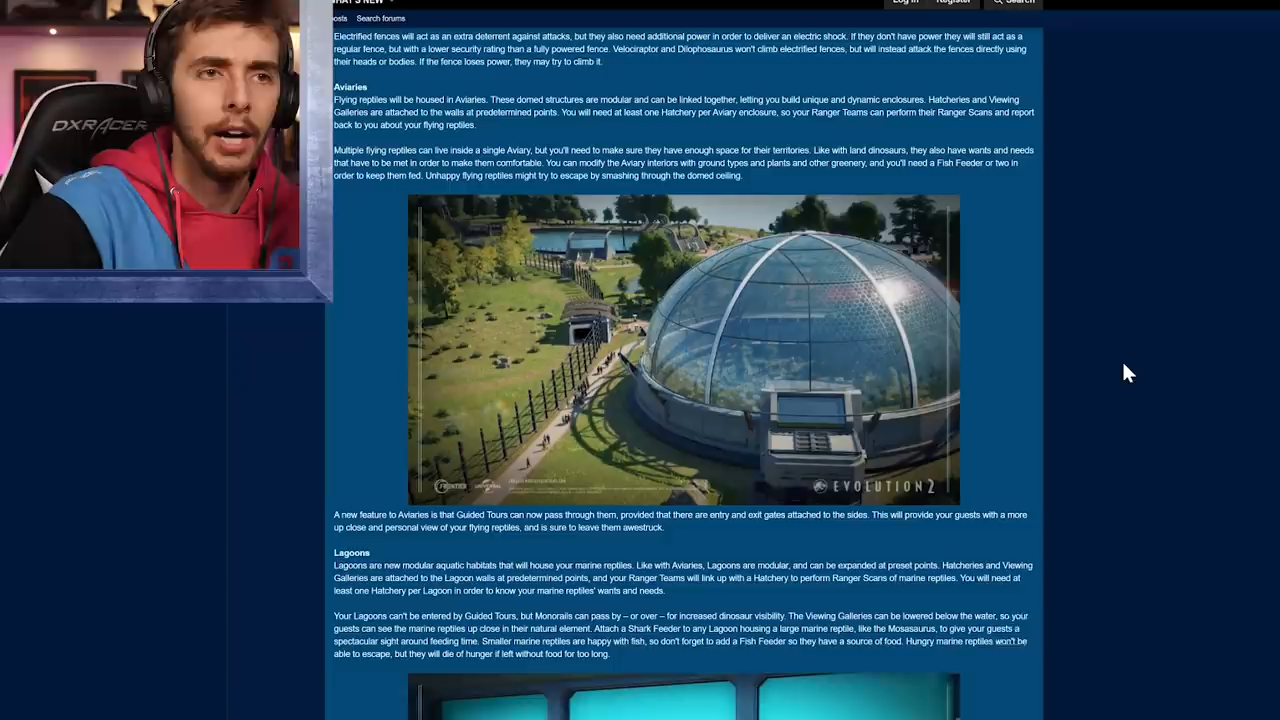 WHAT'S NEW
Log in Register Search
posts Search forums
Electrified fences will act as an extra deterrent against attacks, but they also need additional power in order to deliver an electric shock. If they don't have power they will still act as a
regular fence, but with a lower security rating than a fully powered fence. Velociraptor and Dilophosaurus won't climb electrified fences, but will instead attack the fences directly using
their heads or bodies. If the fence loses power, they may try to climb it.
Aviaries
Flying reptiles will be housed in Aviaries. These domed structures are modular and can be linked together, letting you build unique and dynamic enclosures. Hatcheries and Viewing
Galleries are attached to the walls at predetermined points. You will need at least one Hatchery per Aviary enclosure, so your Ranger Teams can perform their Ranger Scans and report
back to you about your flying reptiles.
Multiple flying reptiles can live inside a single Aviary, but you'll need to make sure they have enough space for their territories. Like with land dinosaurs, they also have wants and needs
that have to be met in order to make them comfortable. You can modify the Aviary interiors with ground types and plants and other greenery, and you'll need a Fish Feeder or two in
order to keep them fed. Unhappy flying reptiles might try to escape by smashing through the domed ceiling.
DXRACER
FRONTIER UNIVERSAL
EVOLUTION 2
A new feature to Aviaries is that Guided Tours can now pass through them, provided that there are entry and exit gates attached to the sides. This will provide your guests with a more
up close and personal view of your flying reptiles, and is sure to leave them awestruck.
Lagoons
Lagoons are new modular aquatic habitats that will house your marine reptiles. Like with Aviaries, Lagoons are modular, and can be expanded at preset points. Hatcheries and Viewing
Galleries are attached to the Lagoon walls at predetermined points, and your Ranger Teams will link up with a Hatchery to perform Ranger Scans of marine reptiles. You will need at
least one Hatchery per Lagoon in order to know your marine reptiles' wants and needs.
Your Lagoons can't be entered by Guided Tours, but Monorails can pass by – or over – for increased dinosaur visibility. The Viewing Galleries can be lowered below the water, so your
guests can see the marine reptiles up close in their natural element. Attach a Shark Feeder to any Lagoon housing a large marine reptile, like the Mosasaurus, to give your guests a
spectacular sight around feeding time. Smaller marine reptiles are happy with fish, so don't forget to add a Fish Feeder so they have a source of food. Hungry marine reptiles won't be
able to escape, but they will die of hunger if left without food for too long.